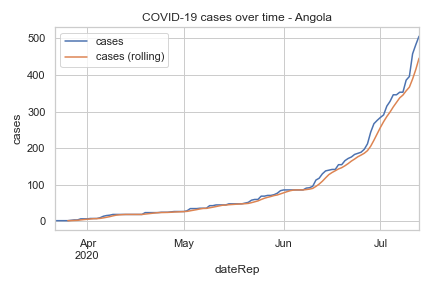 COVID-19 cases over time - Angola
cases
cases (rolling)
500
400
300
200
100
0
cases
Apr
2020
May
Jun
Jul
dateRep